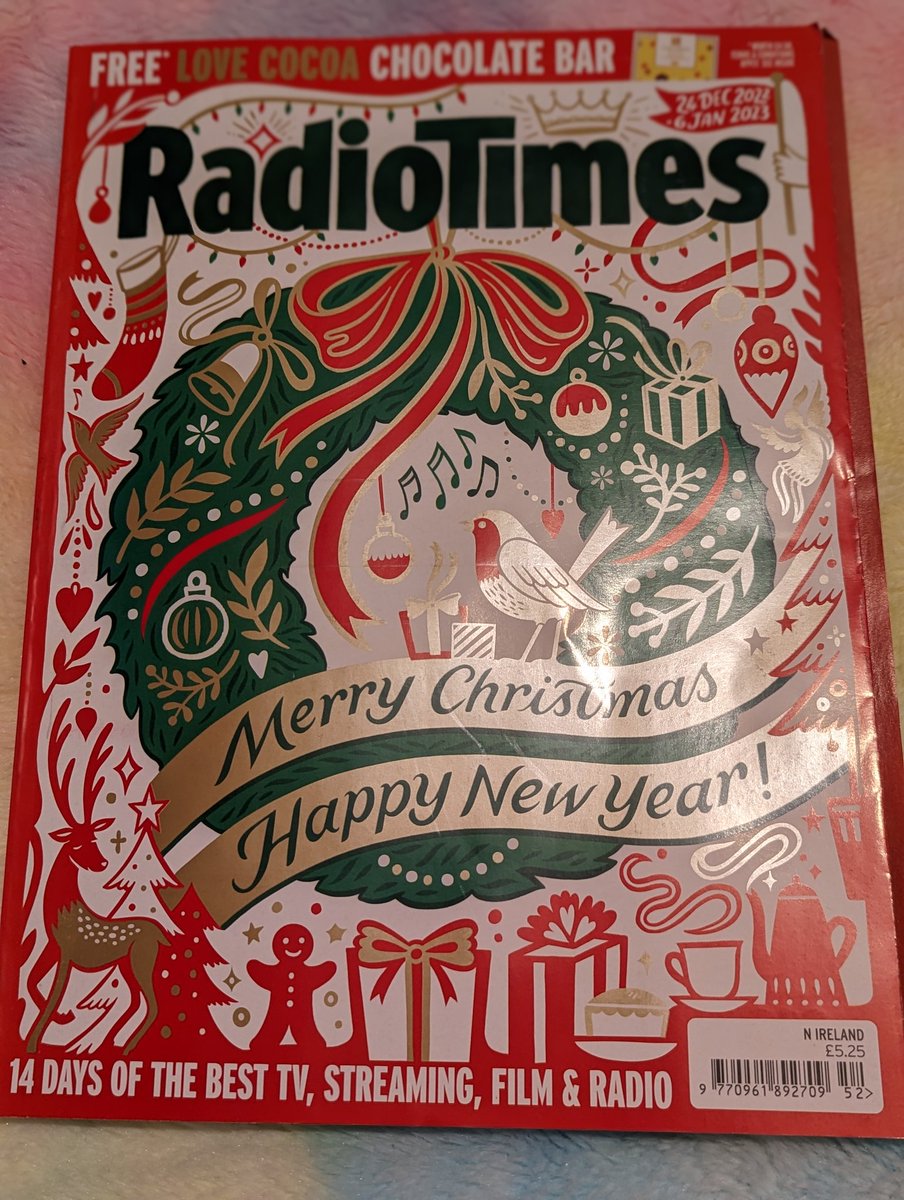 FREE* LOVE COCOA CHOCOLATE BAR
24 DEC 2022
- 6 JAN 2023
RadioTimes
Merry Christmas
Happy New Year!
N IRELAND
£5.25
14 DAYS OF THE BEST TV, STREAMING, FILM & RADIO
9 770961 892709 52>